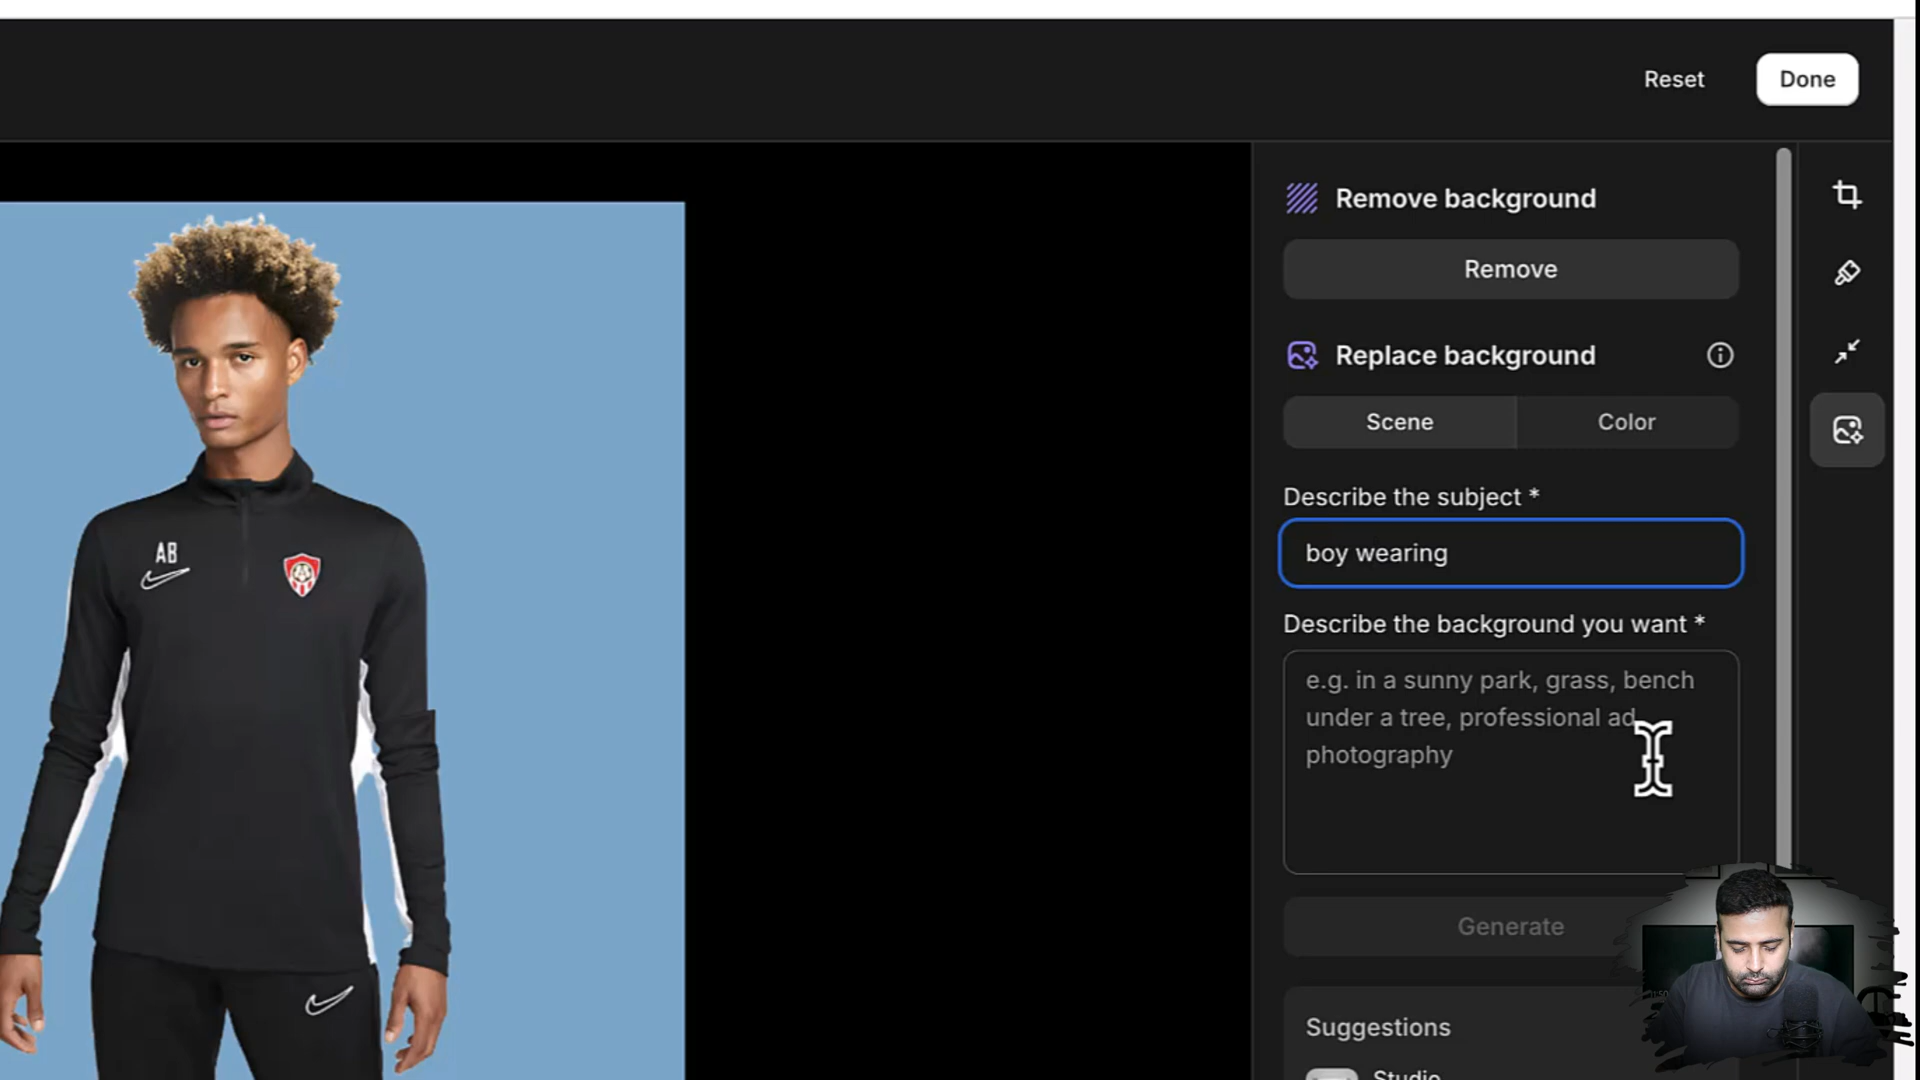 Reset
Done
Remove background
Remove
Replace background
Scene
Color
Describe the subject *
boy wearing
Describe the background you want *
e.g. in a sunny park, grass, bench
under a tree, professional ad
photography
Generate
Suggestions
Studio
AB